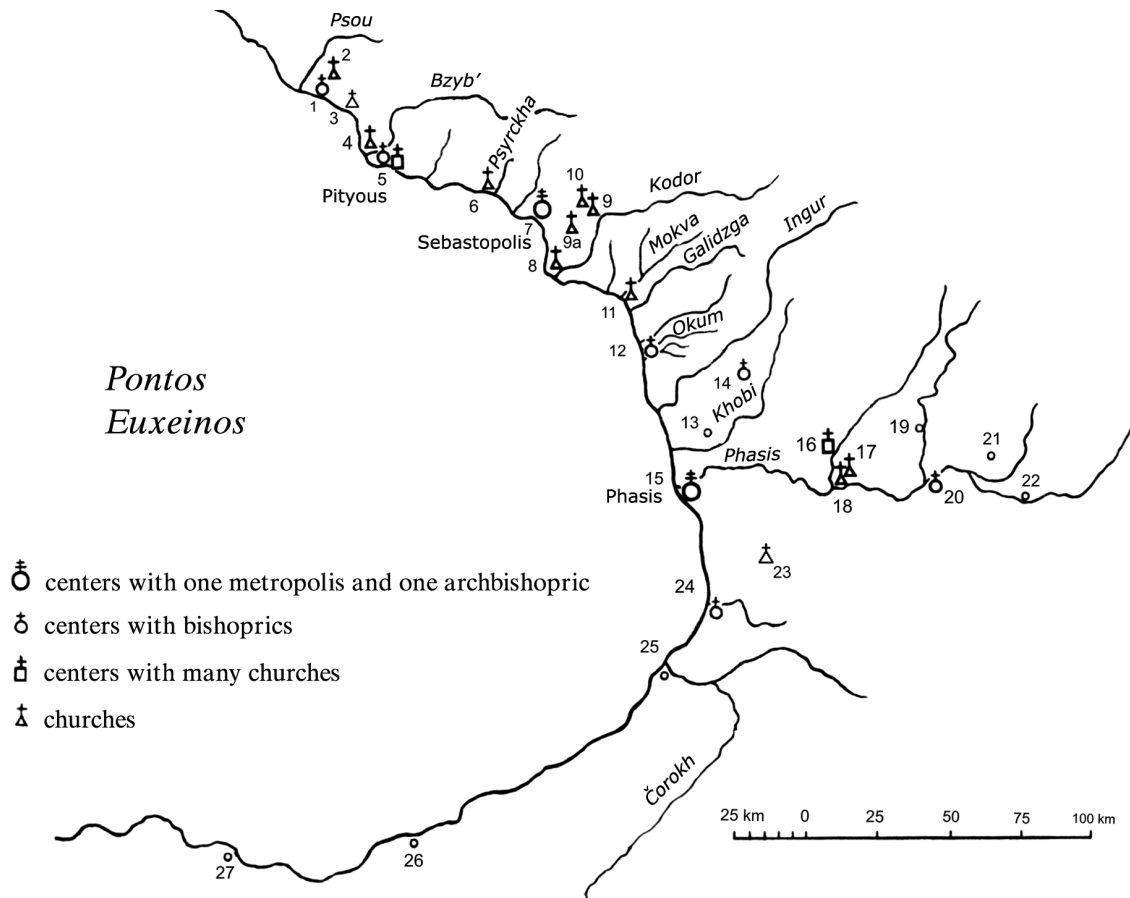 Psou
2
Bzyb'
1
3
Psyrckha
4
5
Pityous
10
9
Kodor
6
7
Sebastopolis
9a
8
Mokva
Galidzga
Ingur
11
Okum
12
Pontos
Euxeinos
14
Khobi
13
16
17
19
21
Phasis
15
Phasis
18
20
22
23
24
25
centers with one metropolis and one archbishopric
centers with bishoprics
centers with many churches
churches
Čorokh
25 km 0 25 50 75 100 km
26
27